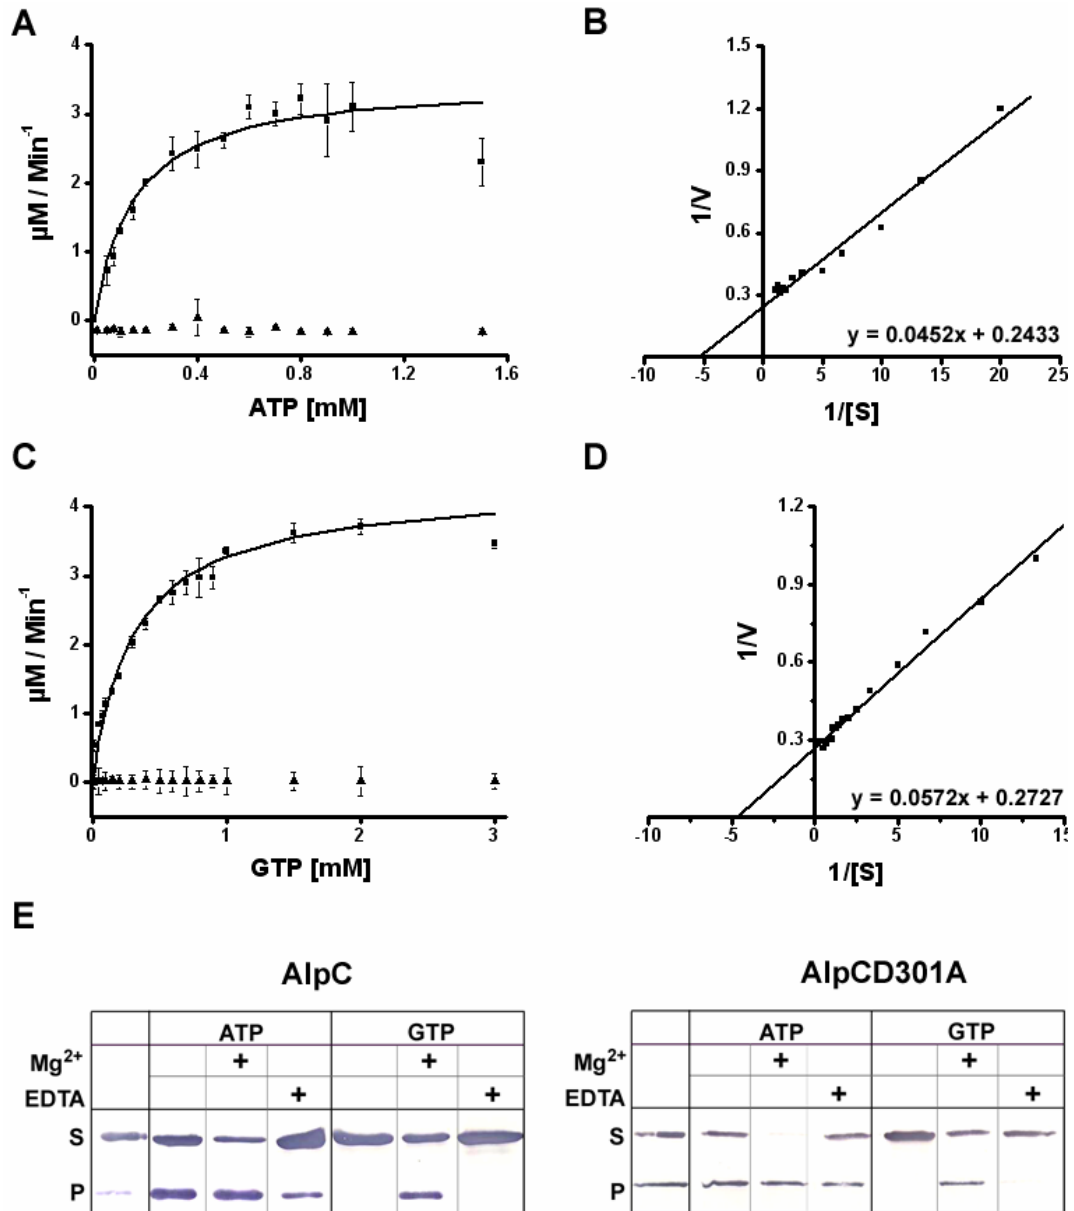 A
4
3
2
1
0
µM / Min⁻¹
0 0.4 0.8 1.2 1.6
ATP [mM]
B
1.5
1.2
0.9
0.6
0.3
1/V
y = 0.0452x + 0.2433
-10 -5 0 5 10 15 20 25
1/[S]
C
4
3
2
1
0
µM / Min⁻¹
0 1 2 3
GTP [mM]
D
1.2
0.9
0.6
0.3
1/V
y = 0.0572x + 0.2727
-10 -5 0 5 10 15
1/[S]
E
AlpC
ATP GTP
Mg²⁺ + +
EDTA + +
S
P
AlpCD301A
ATP GTP
Mg²⁺ + +
EDTA + +
S
P